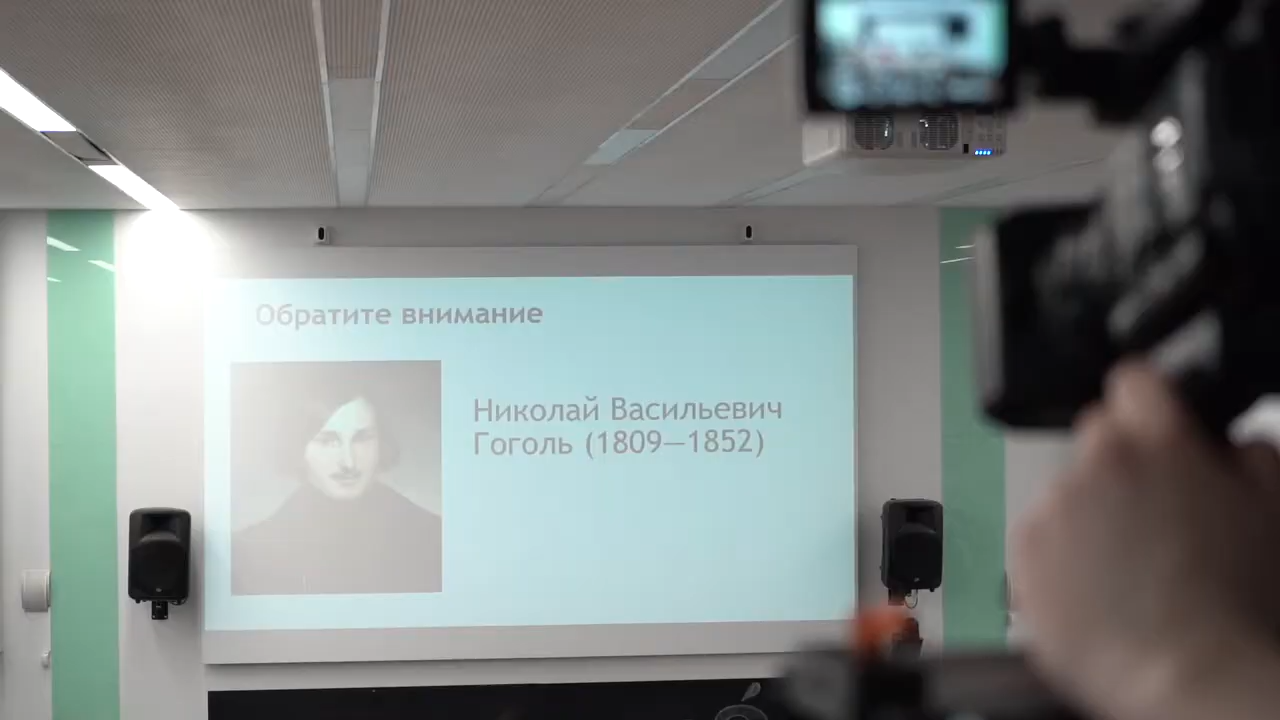 Обратите внимание
Николай Васильевич
Гоголь (1809—1852)